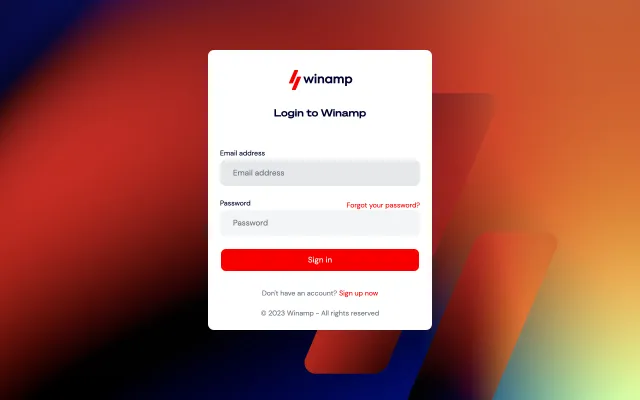 winamp
Login to Winamp
Email address
Email address
Password
Forgot your password?
Password
Sign in
Don't have an account? Sign up now
© 2023 Winamp - All rights reserved